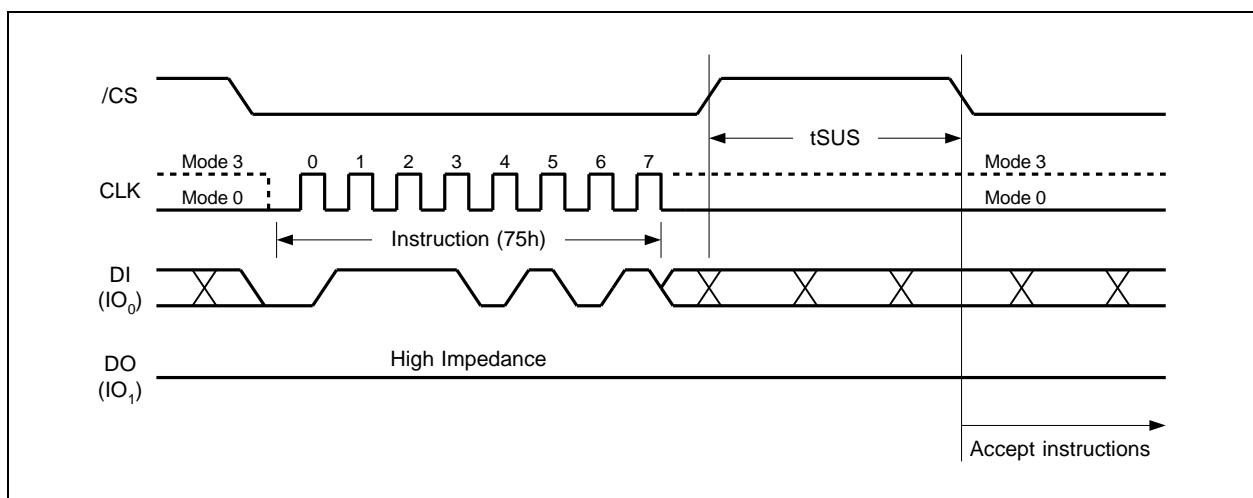 /CS
tSUS
Mode 3
0 1 2 3 4 5 6 7
Mode 3
CLK
Mode 0
Mode 0
Instruction (75h)
DI
(IO0)
High Impedance
DO
(IO1)
Accept instructions